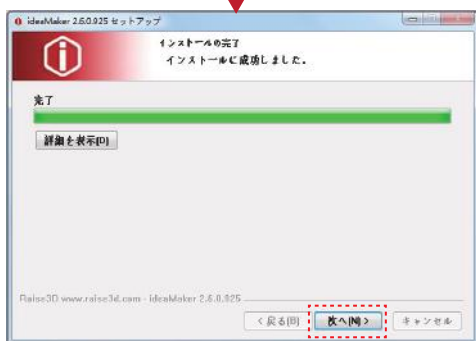 ideaMaker 2.6.0.925 セットアップ
インストールの完了
インストールに成功しました.
完了
詳細を表示(D)
Raise3D www.raise3d.com - ideaMaker 2.6.0.925
< 戻る(B)
次へ(N) >
キャンセル